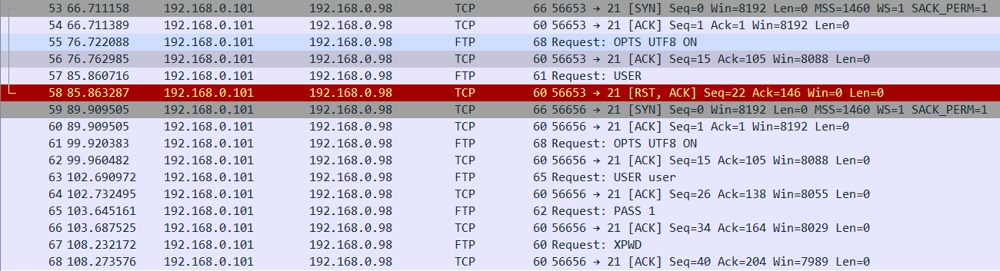 53 66.711158 192.168.0.101 192.168.0.98 TCP 66 56653 → 21 [SYN] Seq=0 Win=8192 Len=0 MSS=1460 WS=1 SACK_PERM=1
54 66.711389 192.168.0.101 192.168.0.98 TCP 60 56653 → 21 [ACK] Seq=1 Ack=1 Win=8192 Len=0
55 76.722088 192.168.0.101 192.168.0.98 FTP 68 Request: OPTS UTF8 ON
56 76.762985 192.168.0.101 192.168.0.98 TCP 60 56653 → 21 [ACK] Seq=15 Ack=105 Win=8088 Len=0
57 85.860716 192.168.0.101 192.168.0.98 FTP 61 Request: USER
58 85.863287 192.168.0.101 192.168.0.98 TCP 60 56653 → 21 [RST, ACK] Seq=22 Ack=146 Win=0 Len=0
59 89.909505 192.168.0.101 192.168.0.98 TCP 66 56656 → 21 [SYN] Seq=0 Win=8192 Len=0 MSS=1460 WS=1 SACK_PERM=1
60 89.909505 192.168.0.101 192.168.0.98 TCP 60 56656 → 21 [ACK] Seq=1 Ack=1 Win=8192 Len=0
61 99.920383 192.168.0.101 192.168.0.98 FTP 68 Request: OPTS UTF8 ON
62 99.960482 192.168.0.101 192.168.0.98 TCP 60 56656 → 21 [ACK] Seq=15 Ack=105 Win=8088 Len=0
63 102.690972 192.168.0.101 192.168.0.98 FTP 65 Request: USER user
64 102.732495 192.168.0.101 192.168.0.98 TCP 60 56656 → 21 [ACK] Seq=26 Ack=138 Win=8055 Len=0
65 103.645161 192.168.0.101 192.168.0.98 FTP 62 Request: PASS 1
66 103.687525 192.168.0.101 192.168.0.98 TCP 60 56656 → 21 [ACK] Seq=34 Ack=164 Win=8029 Len=0
67 108.232172 192.168.0.101 192.168.0.98 FTP 60 Request: XPWD
68 108.273576 192.168.0.101 192.168.0.98 TCP 60 56656 → 21 [ACK] Seq=40 Ack=204 Win=7989 Len=0